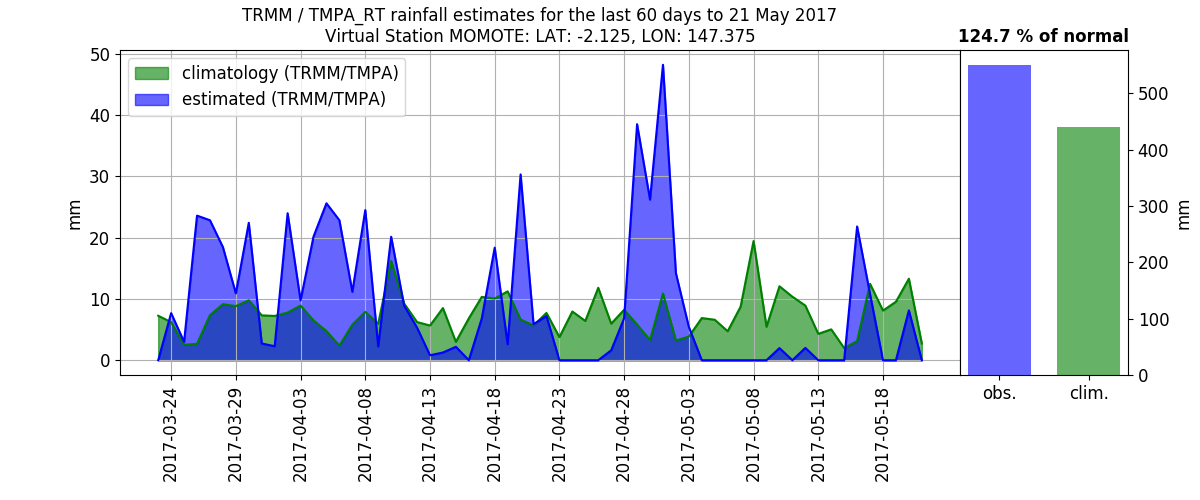 TRMM / TMPA_RT rainfall estimates for the last 60 days to 21 May 2017
Virtual Station MOMOTE: LAT: -2.125, LON: 147.375
124.7 % of normal
climatology (TRMM/TMPA)
estimated (TRMM/TMPA)
50
40
30
20
10
0
mm
2017-03-24
2017-03-29
2017-04-03
2017-04-08
2017-04-13
2017-04-18
2017-04-23
2017-04-28
2017-05-03
2017-05-08
2017-05-13
2017-05-18
500
400
300
200
100
0
mm
obs.
clim.